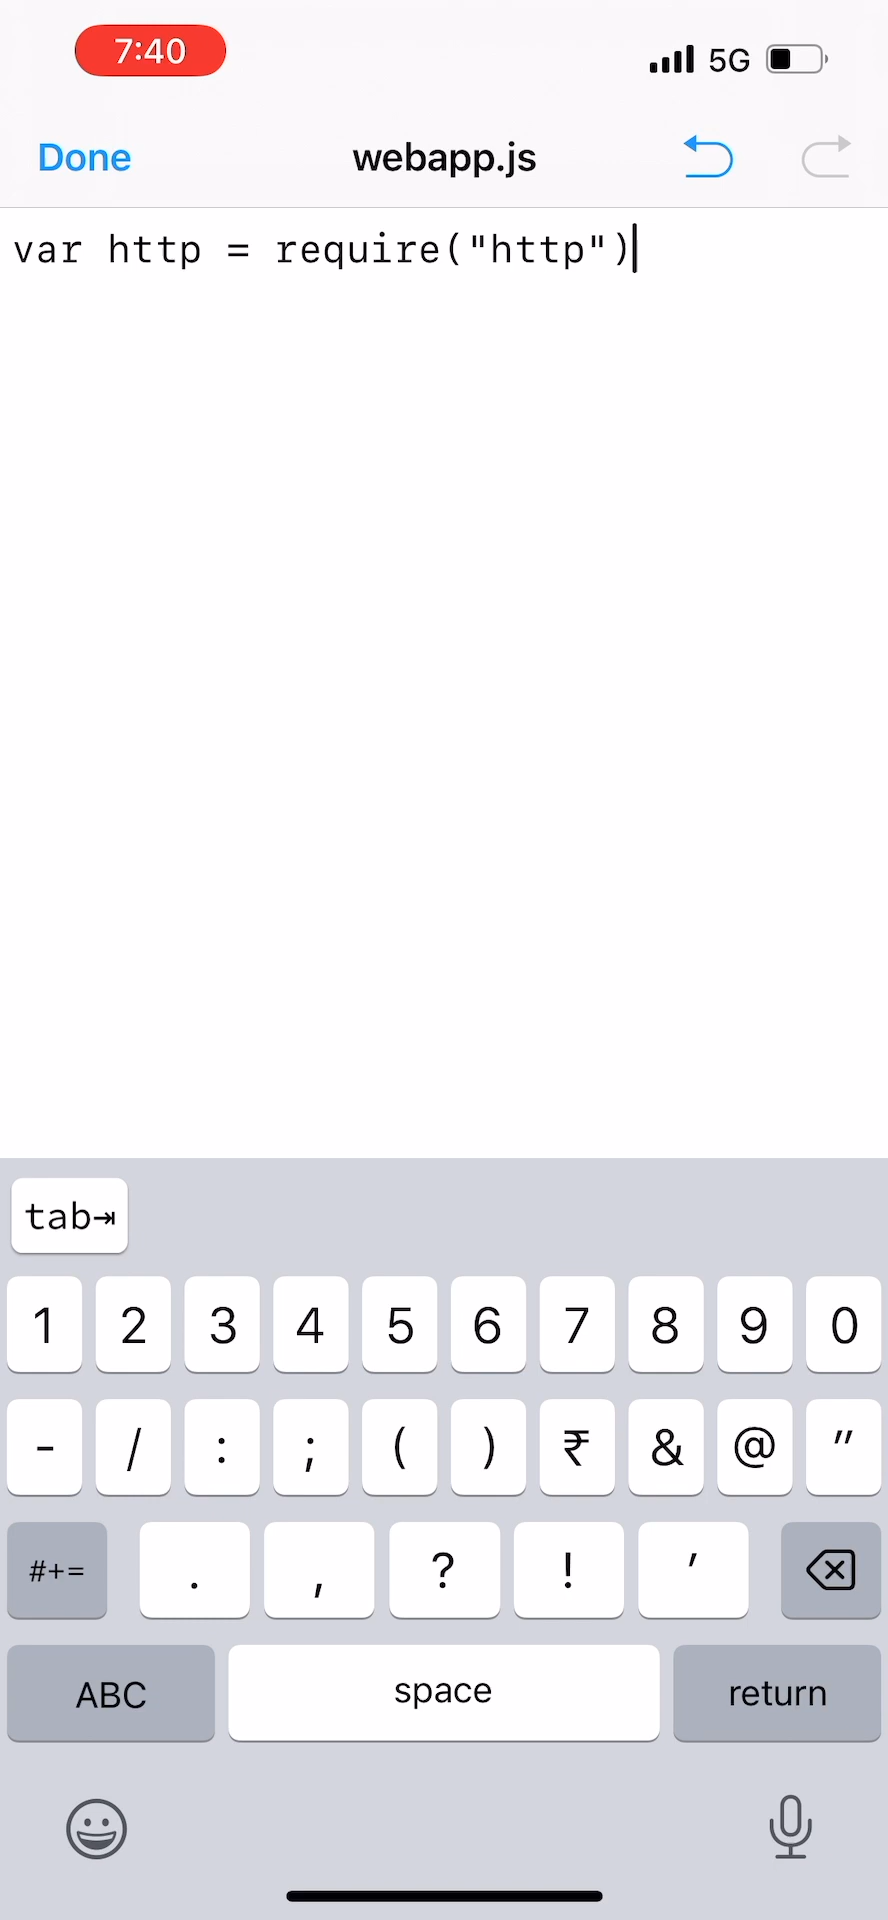 7:40 5G
Done webapp.js
var http = require("http")
tab⇥
1 2 3 4 5 6 7 8 9 0
- / : ; ( ) ₹ & @ "
#+= . , ? ! '
ABC space return